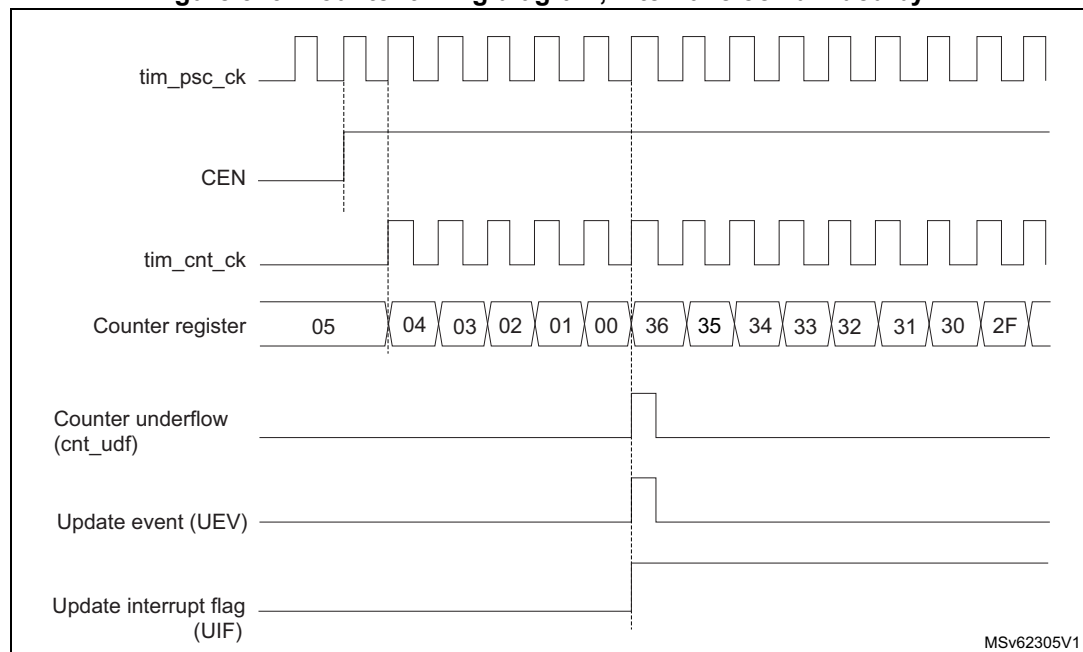 tim_psc_ck
CEN
tim_cnt_ck
Counter register 05 04 03 02 01 00 36 35 34 33 32 31 30 2F
Counter underflow
(cnt_udf)
Update event (UEV)
Update interrupt flag
(UIF)
MSv62305V1